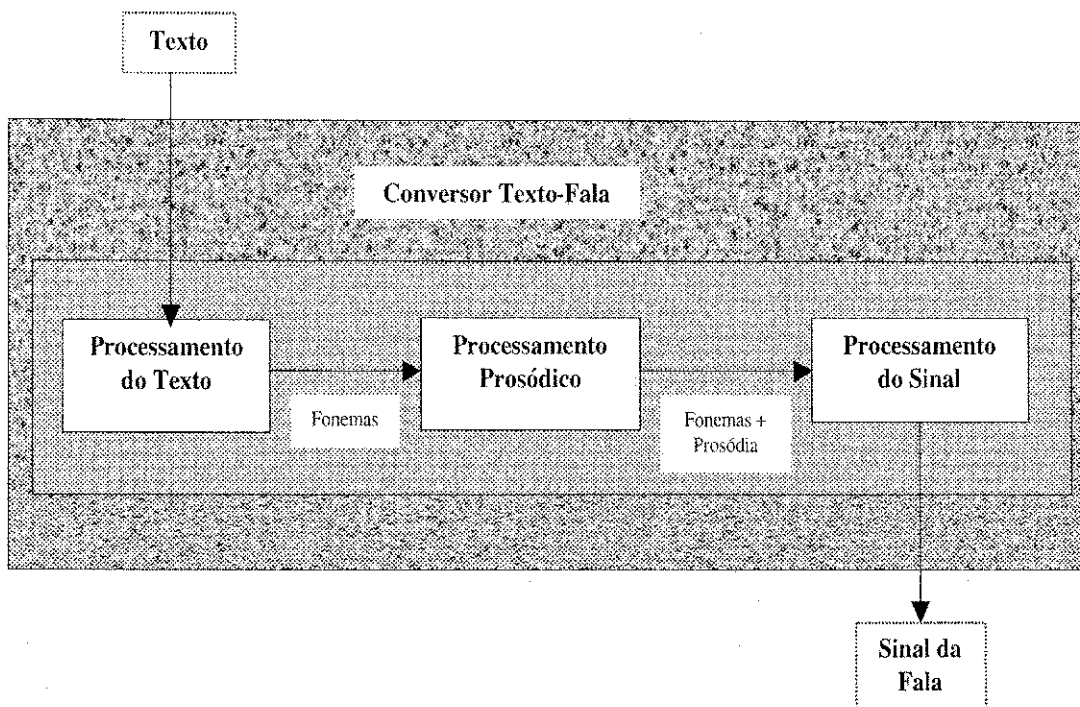 Texto
Conversor Texto-Fala
Processamento
do Texto
Fonemas
Processamento
Prosódico
Fonemas +
Prosódia
Processamento
do Sinal
Sinal da
Fala